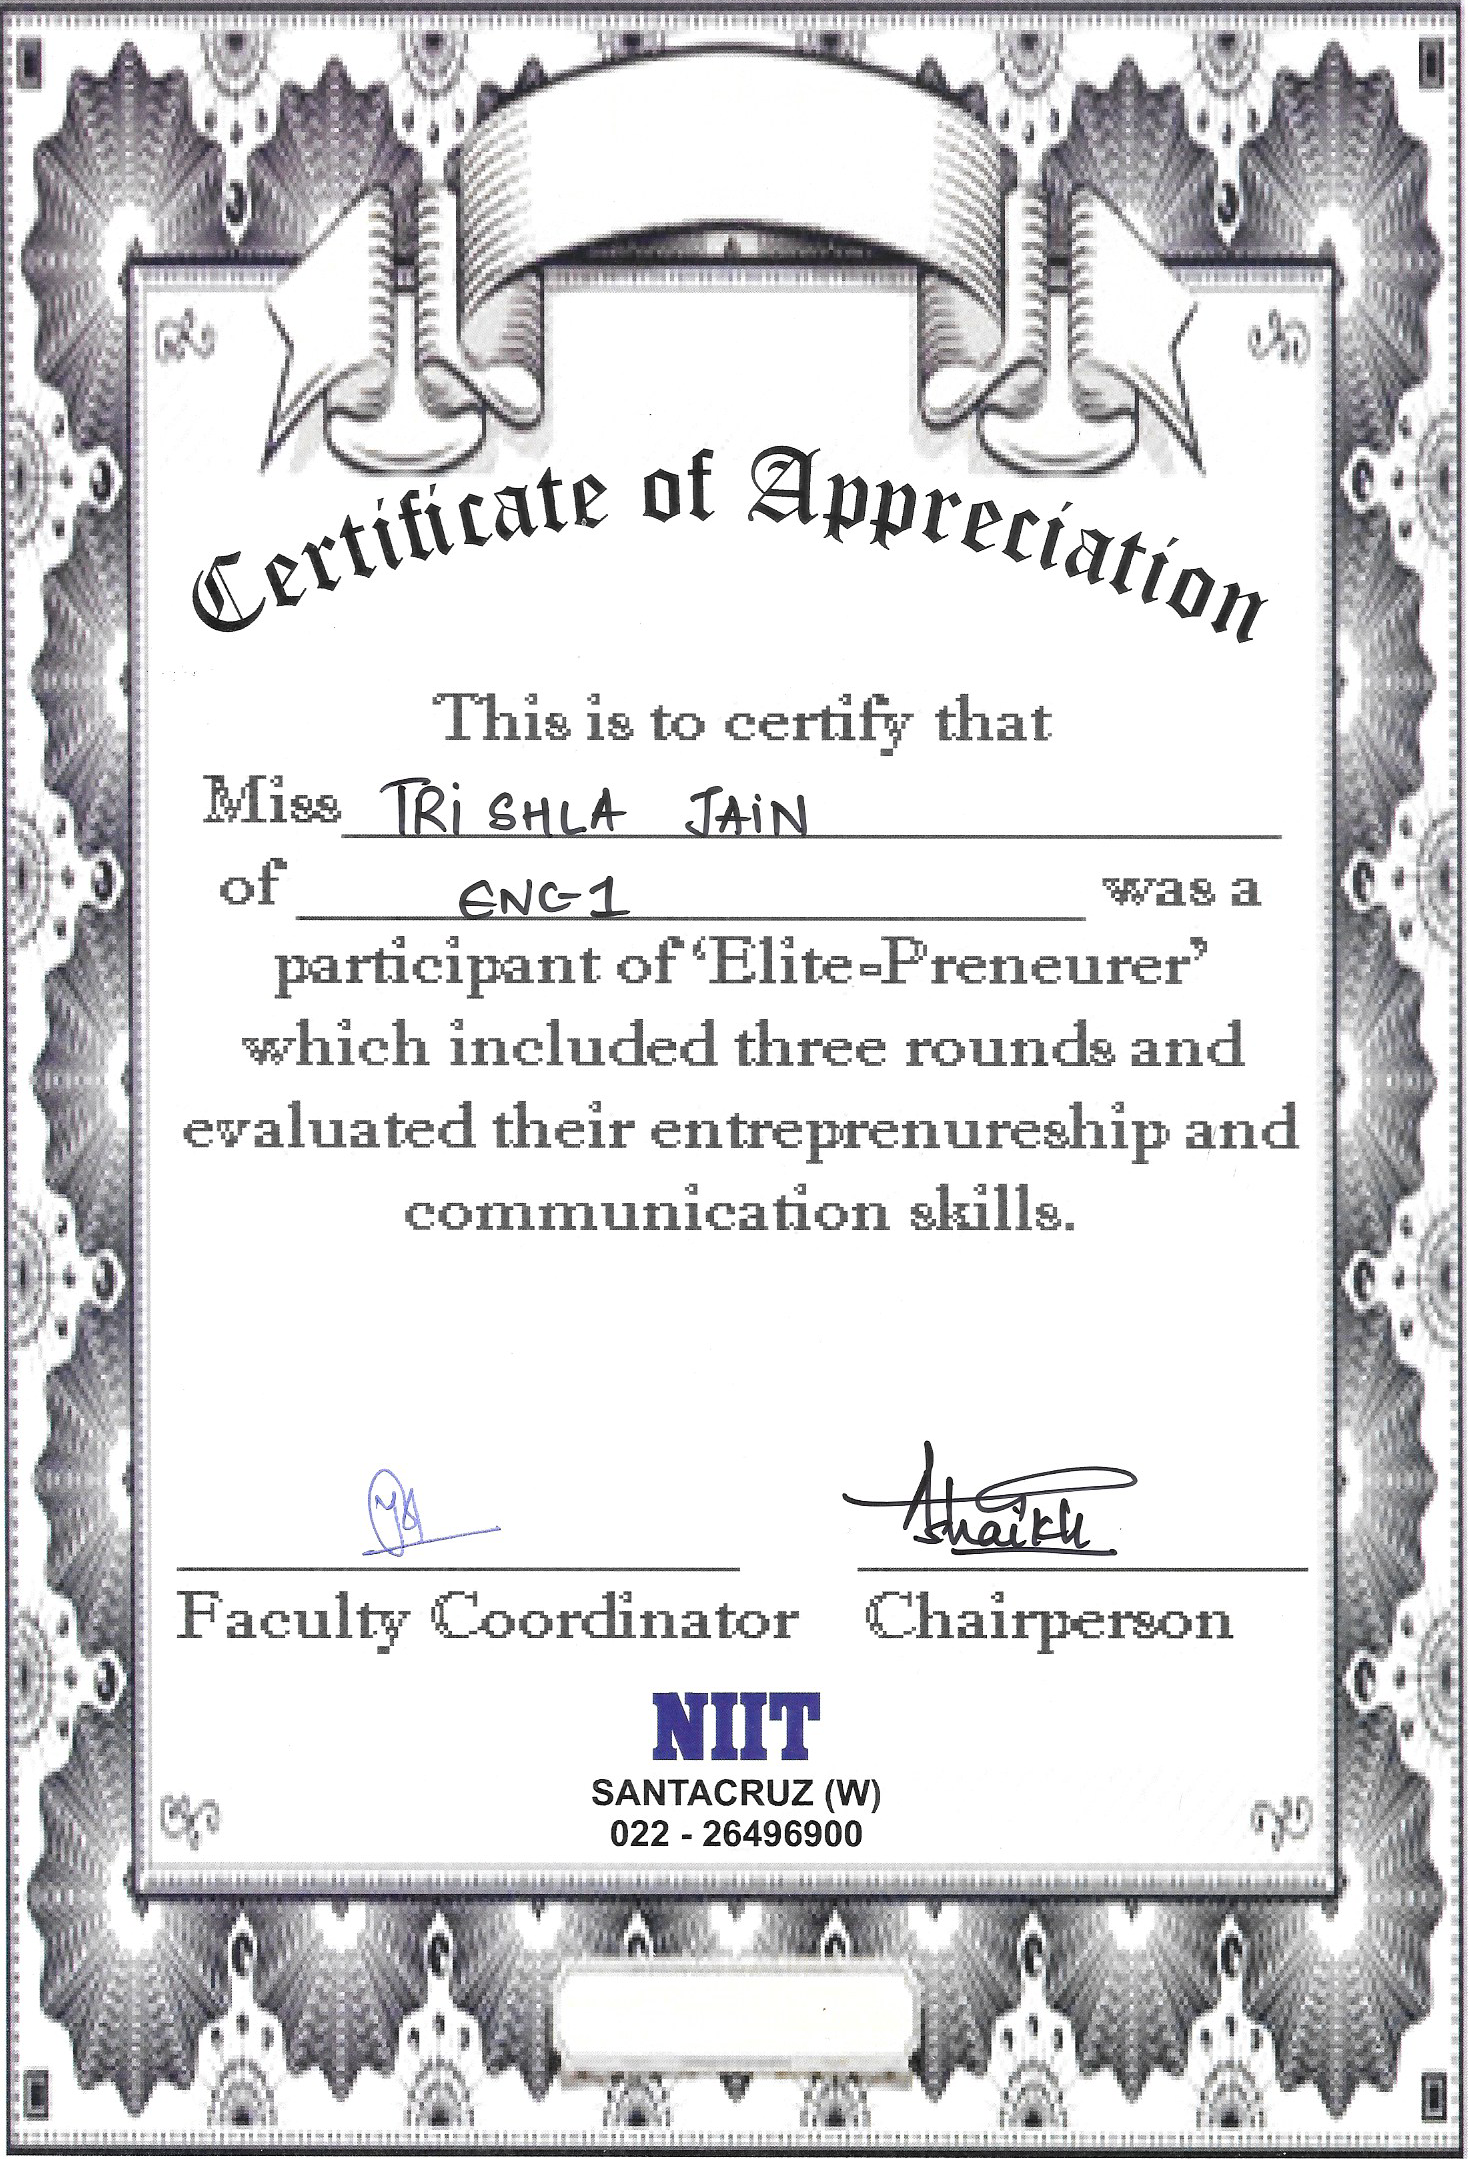 Certificate of Appreciation
This is to certify that
Miss TRISHLA JAIN
of ENG-1 was a
participant of ‘Elite-Preneurer’
which included three rounds and
evaluated their entreprenureship and
communication skills.
Shaikh
Faculty Coordinator Chairperson
NIIT
SANTACRUZ (W)
022 - 26496900